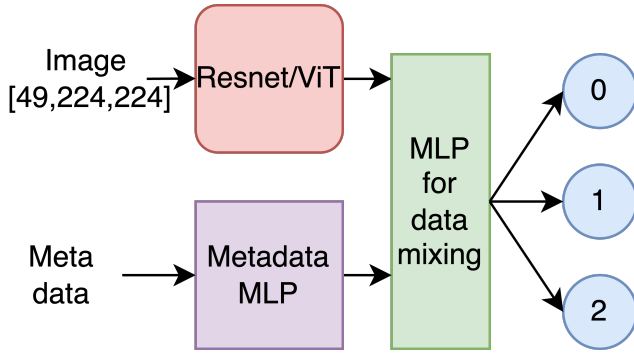 Image
[49,224,224]
Resnet/ViT
MLP
for
data
mixing
0
1
2
Meta
data
Metadata
MLP